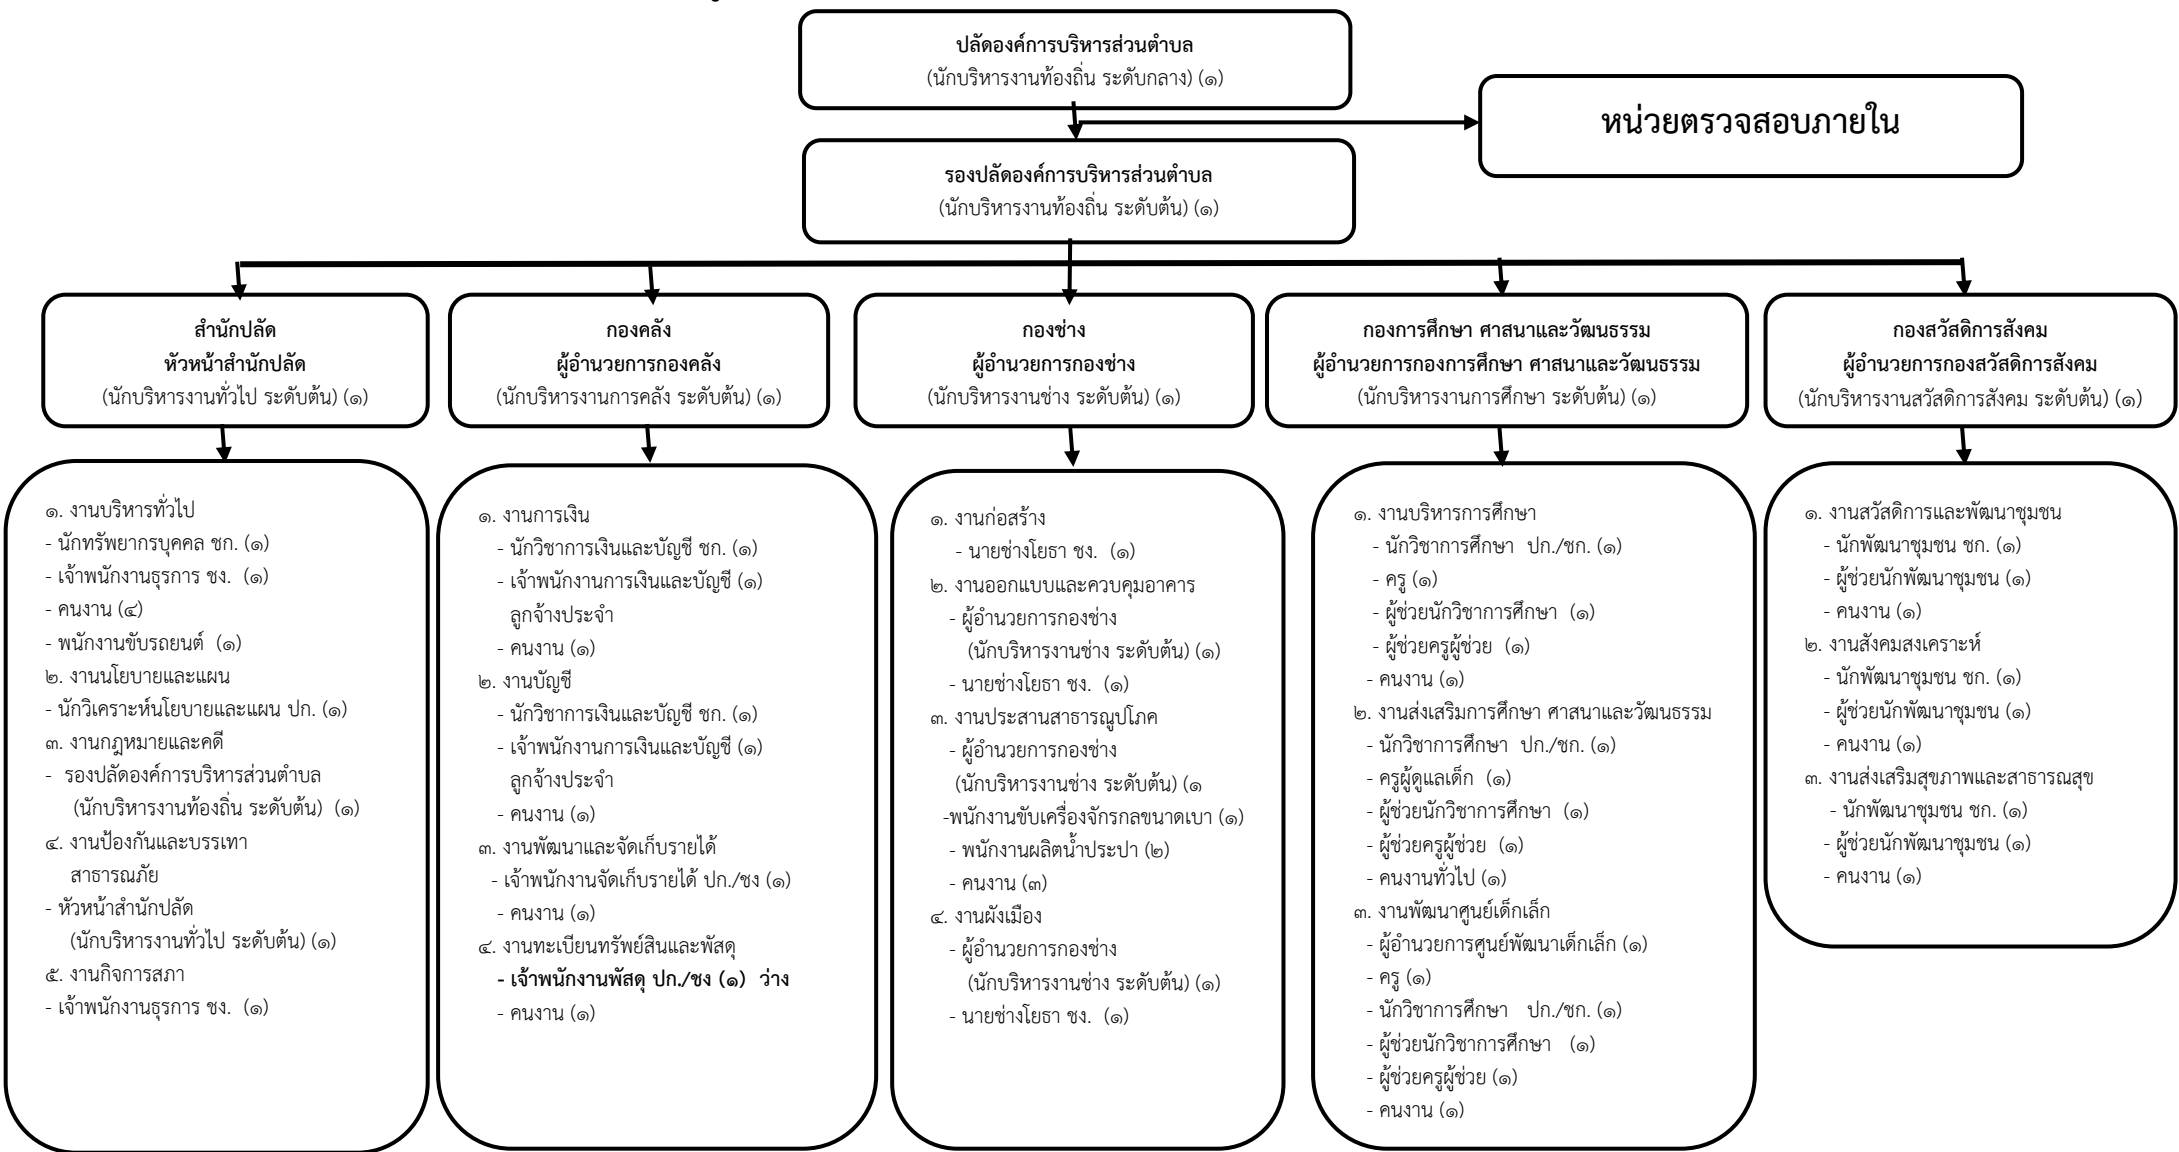 ปลัดองค์การบริหารส่วนตำบล
(นักบริหารงานท้องถิ่น ระดับกลาง) (๑)
หน่วยตรวจสอบภายใน
รองปลัดองค์การบริหารส่วนตำบล
(นักบริหารงานท้องถิ่น ระดับต้น) (๑)
สำนักปลัด
หัวหน้าสำนักปลัด
(นักบริหารงานทั่วไป ระดับต้น) (๑)
กองคลัง
ผู้อำนวยการกองคลัง
(นักบริหารงานการคลัง ระดับต้น) (๑)
กองช่าง
ผู้อำนวยการกองช่าง
(นักบริหารงานช่าง ระดับต้น) (๑)
กองการศึกษา ศาสนาและวัฒนธรรม
ผู้อำนวยการกองการศึกษา ศาสนาและวัฒนธรรม
(นักบริหารงานการศึกษา ระดับต้น) (๑)
กองสวัสดิการสังคม
ผู้อำนวยการกองสวัสดิการสังคม
(นักบริหารงานสวัสดิการสังคม ระดับต้น) (๑)
๑. งานบริหารทั่วไป
- นักทรัพยากรบุคคล ชก. (๑)
- เจ้าพนักงานธุรการ ชง. (๑)
- คนงาน (๔)
- พนักงานขับรถยนต์ (๑)
๒. งานนโยบายและแผน
- นักวิเคราะห์นโยบายและแผน ปก. (๑)
๓. งานกฎหมายและคดี
- รองปลัดองค์การบริหารส่วนตำบล
(นักบริหารงานท้องถิ่น ระดับต้น) (๑)
๔. งานป้องกันและบรรเทา
สาธารณภัย
- หัวหน้าสำนักปลัด
(นักบริหารงานทั่วไป ระดับต้น) (๑)
๕. งานกิจการสภา
- เจ้าพนักงานธุรการ ชง. (๑)
๑. งานการเงิน
- นักวิชาการเงินและบัญชี ชก. (๑)
- เจ้าพนักงานการเงินและบัญชี (๑)
ลูกจ้างประจำ
- คนงาน (๑)
๒. งานบัญชี
- นักวิชาการเงินและบัญชี ชก. (๑)
- เจ้าพนักงานการเงินและบัญชี (๑)
ลูกจ้างประจำ
- คนงาน (๑)
๓. งานพัฒนาและจัดเก็บรายได้
- เจ้าพนักงานจัดเก็บรายได้ ปก./ชง (๑)
- คนงาน (๑)
๔. งานทะเบียนทรัพย์สินและพัสดุ
- เจ้าพนักงานพัสดุ ปก./ชง (๑) ว่าง
- คนงาน (๑)
๑. งานก่อสร้าง
- นายช่างโยธา ชง. (๑)
๒. งานออกแบบและควบคุมอาคาร
- ผู้อำนวยการกองช่าง
(นักบริหารงานช่าง ระดับต้น) (๑)
- นายช่างโยธา ชง. (๑)
๓. งานประสานสาธารณูปโภค
- ผู้อำนวยการกองช่าง
(นักบริหารงานช่าง ระดับต้น) (๑
-พนักงานขับเครื่องจักรกลขนาดเบา (๑)
- พนักงานผลิตน้ำประปา (๒)
- คนงาน (๓)
๔. งานผังเมือง
- ผู้อำนวยการกองช่าง
(นักบริหารงานช่าง ระดับต้น) (๑)
- นายช่างโยธา ชง. (๑)
๑. งานบริหารการศึกษา
- นักวิชาการศึกษา ปก./ชก. (๑)
- ครู (๑)
- ผู้ช่วยนักวิชาการศึกษา (๑)
- ผู้ช่วยครูผู้ช่วย (๑)
- คนงาน (๑)
๒. งานส่งเสริมการศึกษา ศาสนาและวัฒนธรรม
- นักวิชาการศึกษา ปก./ชก. (๑)
- ครูผู้ดูแลเด็ก (๑)
- ผู้ช่วยนักวิชาการศึกษา (๑)
- ผู้ช่วยครูผู้ช่วย (๑)
- คนงานทั่วไป (๑)
๓. งานพัฒนาศูนย์เด็กเล็ก
- ผู้อำนวยการศูนย์พัฒนาเด็กเล็ก (๑)
- ครู (๑)
- นักวิชาการศึกษา ปก./ชก. (๑)
- ผู้ช่วยนักวิชาการศึกษา (๑)
- ผู้ช่วยครูผู้ช่วย (๑)
- คนงาน (๑)
๑. งานสวัสดิการและพัฒนาชุมชน
- นักพัฒนาชุมชน ชก. (๑)
- ผู้ช่วยนักพัฒนาชุมชน (๑)
- คนงาน (๑)
๒. งานสังคมสงเคราะห์
- นักพัฒนาชุมชน ชก. (๑)
- ผู้ช่วยนักพัฒนาชุมชน (๑)
- คนงาน (๑)
๓. งานส่งเสริมสุขภาพและสาธารณสุข
- นักพัฒนาชุมชน ชก. (๑)
- ผู้ช่วยนักพัฒนาชุมชน (๑)
- คนงาน (๑)